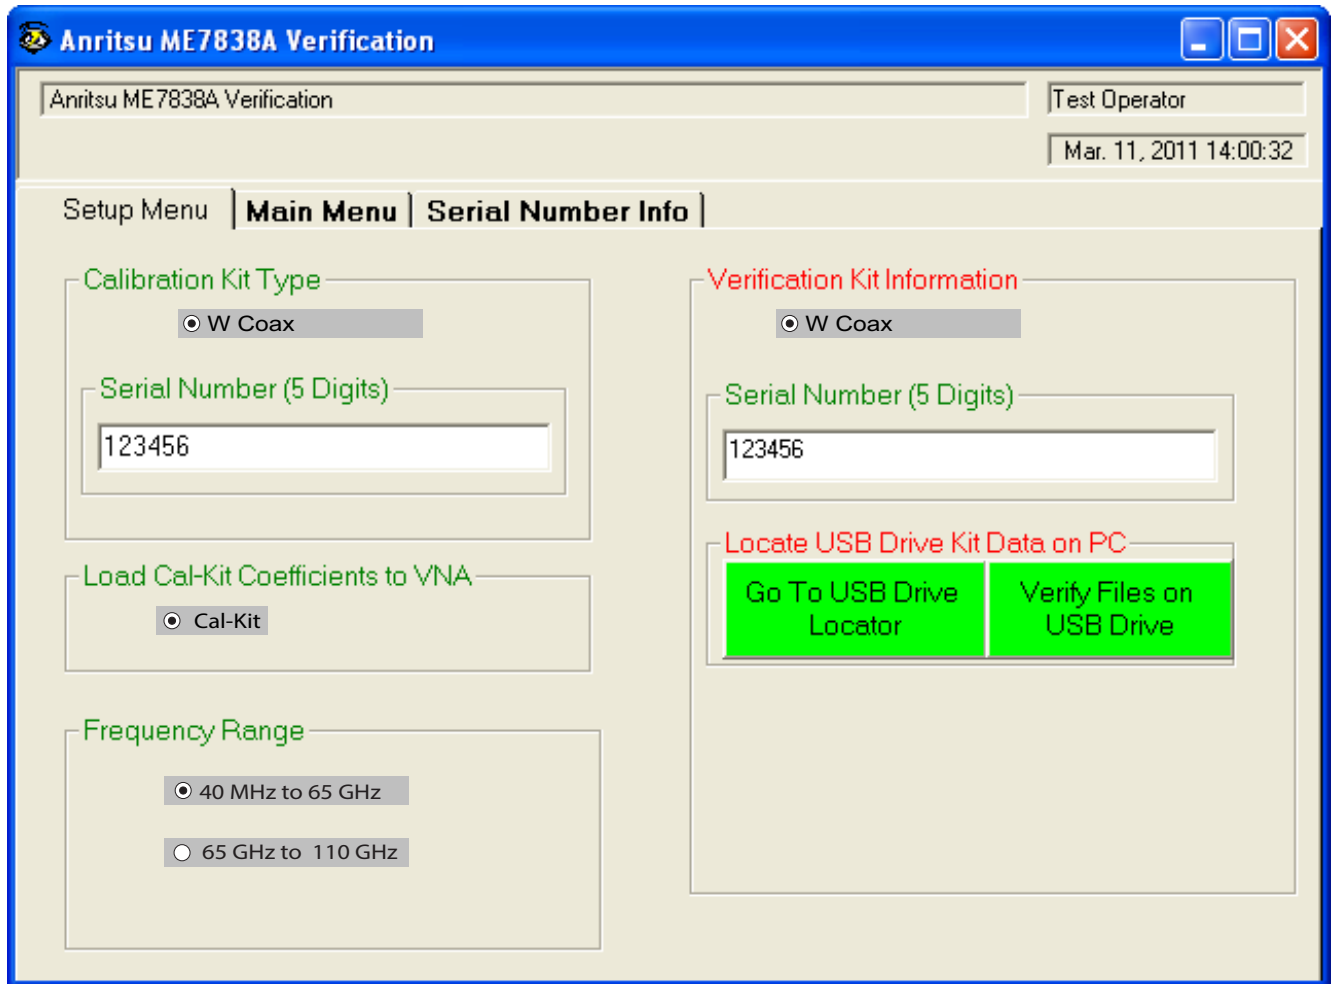 Anritsu ME7838A Verification
Anritsu ME7838A Verification
Test Operator
Mar. 11, 2011 14:00:32
Setup Menu Main Menu Serial Number Info
Calibration Kit Type
W Coax
Serial Number (5 Digits)
123456
Load Cal-Kit Coefficients to VNA
Cal-Kit
Frequency Range
40 MHz to 65 GHz
65 GHz to 110 GHz
Verification Kit Information
W Coax
Serial Number (5 Digits)
123456
Locate USB Drive Kit Data on PC
Go To USB Drive
Locator
Verify Files on
USB Drive